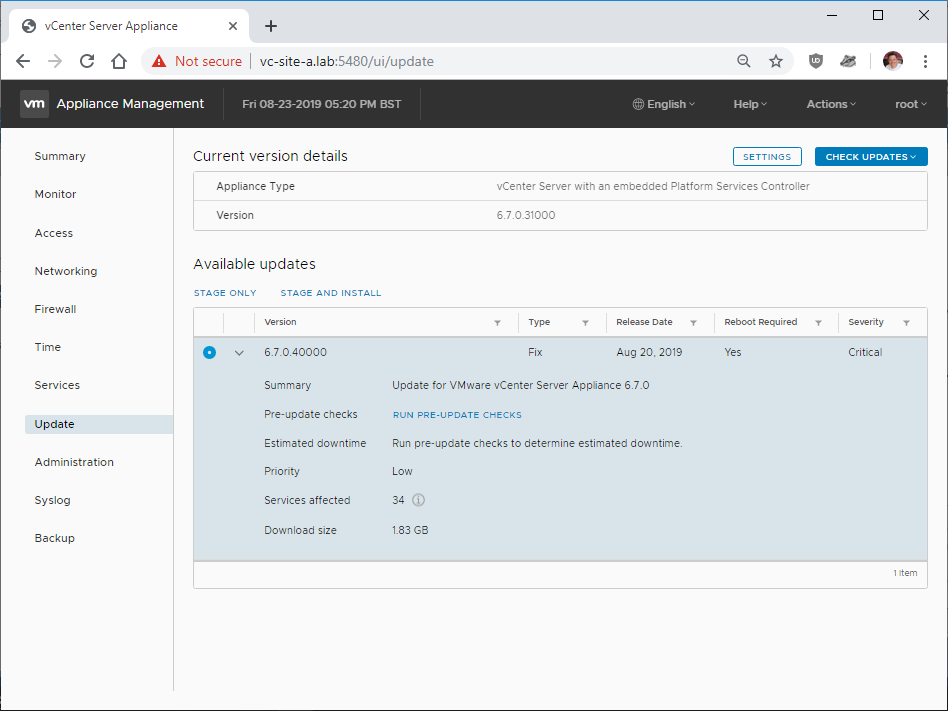 vCenter Server Appliance
Not secure vc-site-a.lab:5480/ui/update
vm Appliance Management Fri 08-23-2019 05:20 PM BST English Help Actions root
Summary
Monitor
Access
Networking
Firewall
Time
Services
Update
Administration
Syslog
Backup
Current version details SETTINGS CHECK UPDATES
Appliance Type vCenter Server with an embedded Platform Services Controller
Version 6.7.0.31000
Available updates
STAGE ONLY STAGE AND INSTALL
Version Type Release Date Reboot Required Severity
6.7.0.40000 Fix Aug 20, 2019 Yes Critical
Summary Update for VMware vCenter Server Appliance 6.7.0
Pre-update checks RUN PRE-UPDATE CHECKS
Estimated downtime Run pre-update checks to determine estimated downtime.
Priority Low
Services affected 34
Download size 1.83 GB
1 item